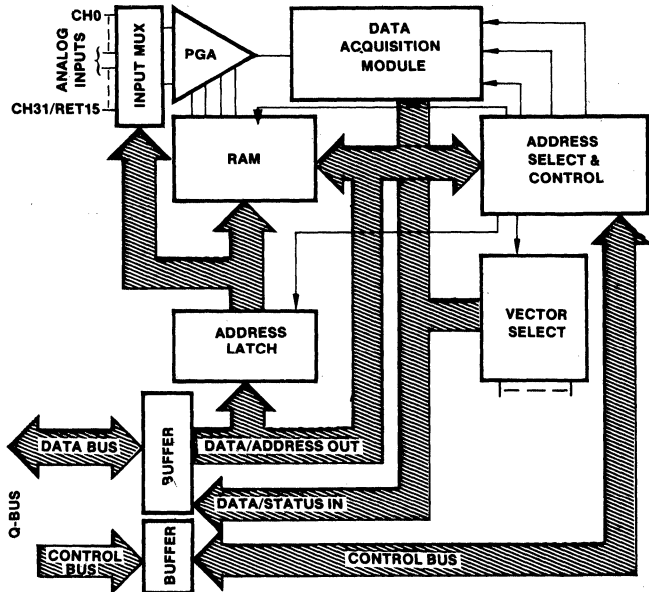 CH0
ANALOG
INPUTS
CH31/RET15
INPUT MUX
PGA
DATA
ACQUISITION
MODULE
RAM
ADDRESS
SELECT &
CONTROL
ADDRESS
LATCH
VECTOR
SELECT
Q-BUS
DATA BUS
BUFFER
DATA/ADDRESS OUT
DATA/STATUS IN
CONTROL
BUS
BUFFER
CONTROL BUS